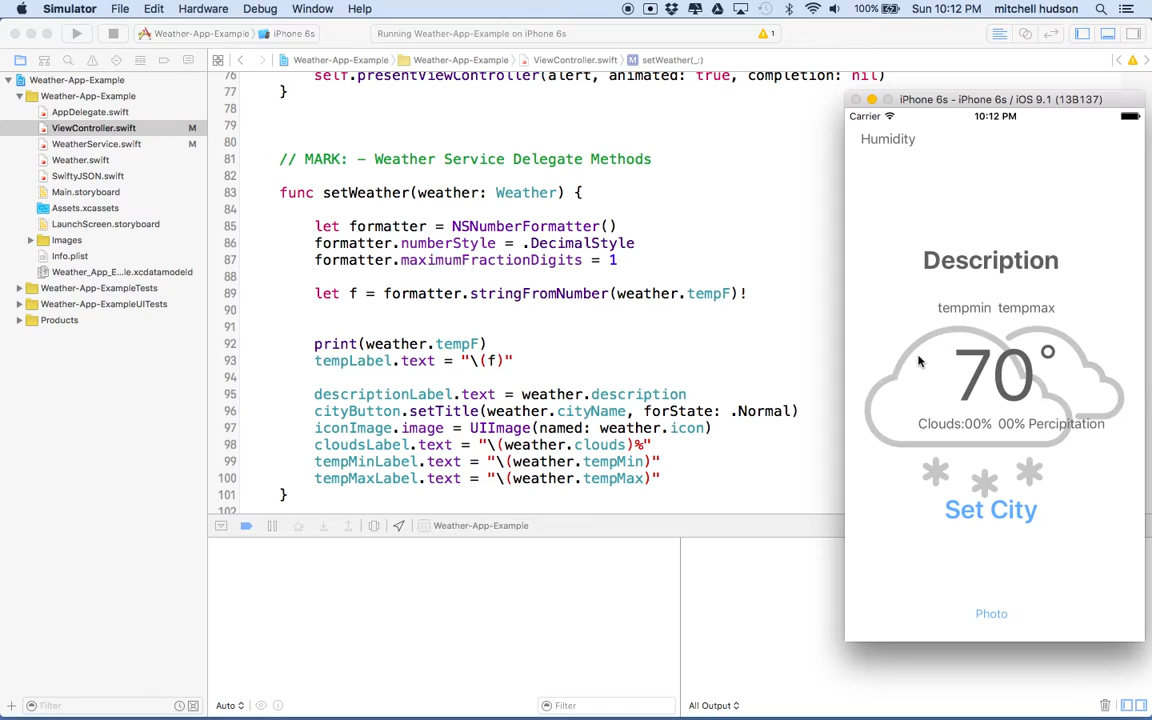 Simulator File Edit Hardware Debug Window Help 100% Sun 10:12 PM mitchell hudson
Weather-App-Example iPhone 6s Running Weather-App-Example on iPhone 6s 1
Weather-App-Example Weather-App-Example ViewController.swift setWeather(_:)
Weather-App-Example
Weather-App-Example
AppDelegate.swift
ViewController.swift M
WeatherService.swift M
Weather.swift
SwiftyJSON.swift
Main.storyboard
Assets.xcassets
LaunchScreen.storyboard
Images
Info.plist
Weather_App_E...le.xcdatamodeld
Weather-App-ExampleTests
Weather-App-ExampleUITests
Products
76 self.presentViewController(alert, animated: true, completion: nil)
77 }
78
79
80
81 // MARK: - Weather Service Delegate Methods
82
83 func setWeather(weather: Weather) {
84
85 let formatter = NSNumberFormatter()
86 formatter.numberStyle = .DecimalStyle
87 formatter.maximumFractionDigits = 1
88
89 let f = formatter.stringFromNumber(weather.tempF)!
90
91
92 print(weather.tempF)
93 tempLabel.text = "\(f)"
94
95 descriptionLabel.text = weather.description
96 cityButton.setTitle(weather.cityName, forState: .Normal)
97 iconImage.image = UIImage(named: weather.icon)
98 cloudsLabel.text = "\(weather.clouds)%"
99 tempMinLabel.text = "\(weather.tempMin)"
100 tempMaxLabel.text = "\(weather.tempMax)"
101 }
102
Weather-App-Example
Filter
Auto
Filter
All Output
iPhone 6s - iPhone 6s / iOS 9.1 (13B137)
Carrier 10:12 PM
Humidity
Description
tempmin tempmax
70°
Clouds:00% 00% Percipitation
Set City
Photo